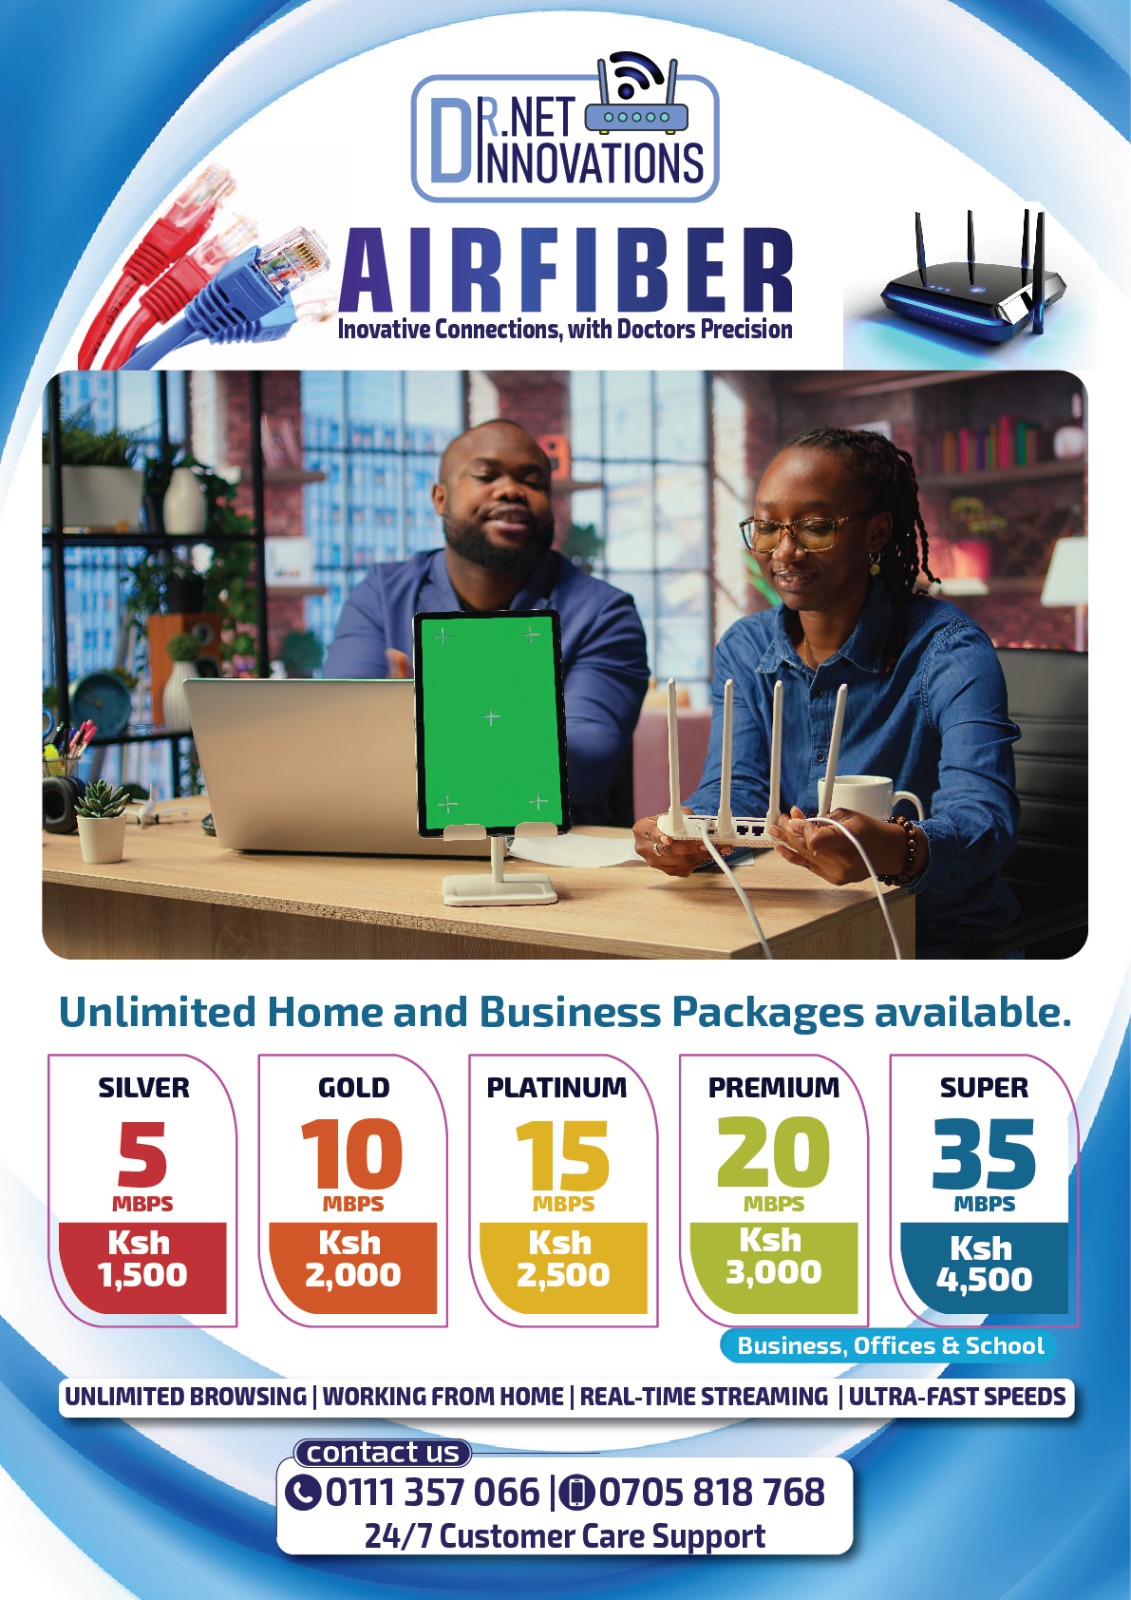 DR.NET
INNOVATIONS
AIRFIBER
Inovative Connections, with Doctors Precision
Unlimited Home and Business Packages available.
SILVER
5
MBPS
Ksh
1,500
GOLD
10
MBPS
Ksh
2,000
PLATINUM
15
MBPS
Ksh
2,500
PREMIUM
20
MBPS
Ksh
3,000
SUPER
35
MBPS
Ksh
4,500
Business, Offices & School
UNLIMITED BROWSING | WORKING FROM HOME | REAL-TIME STREAMING | ULTRA-FAST SPEEDS
contact us
0111 357 066 | 0705 818 768
24/7 Customer Care Support